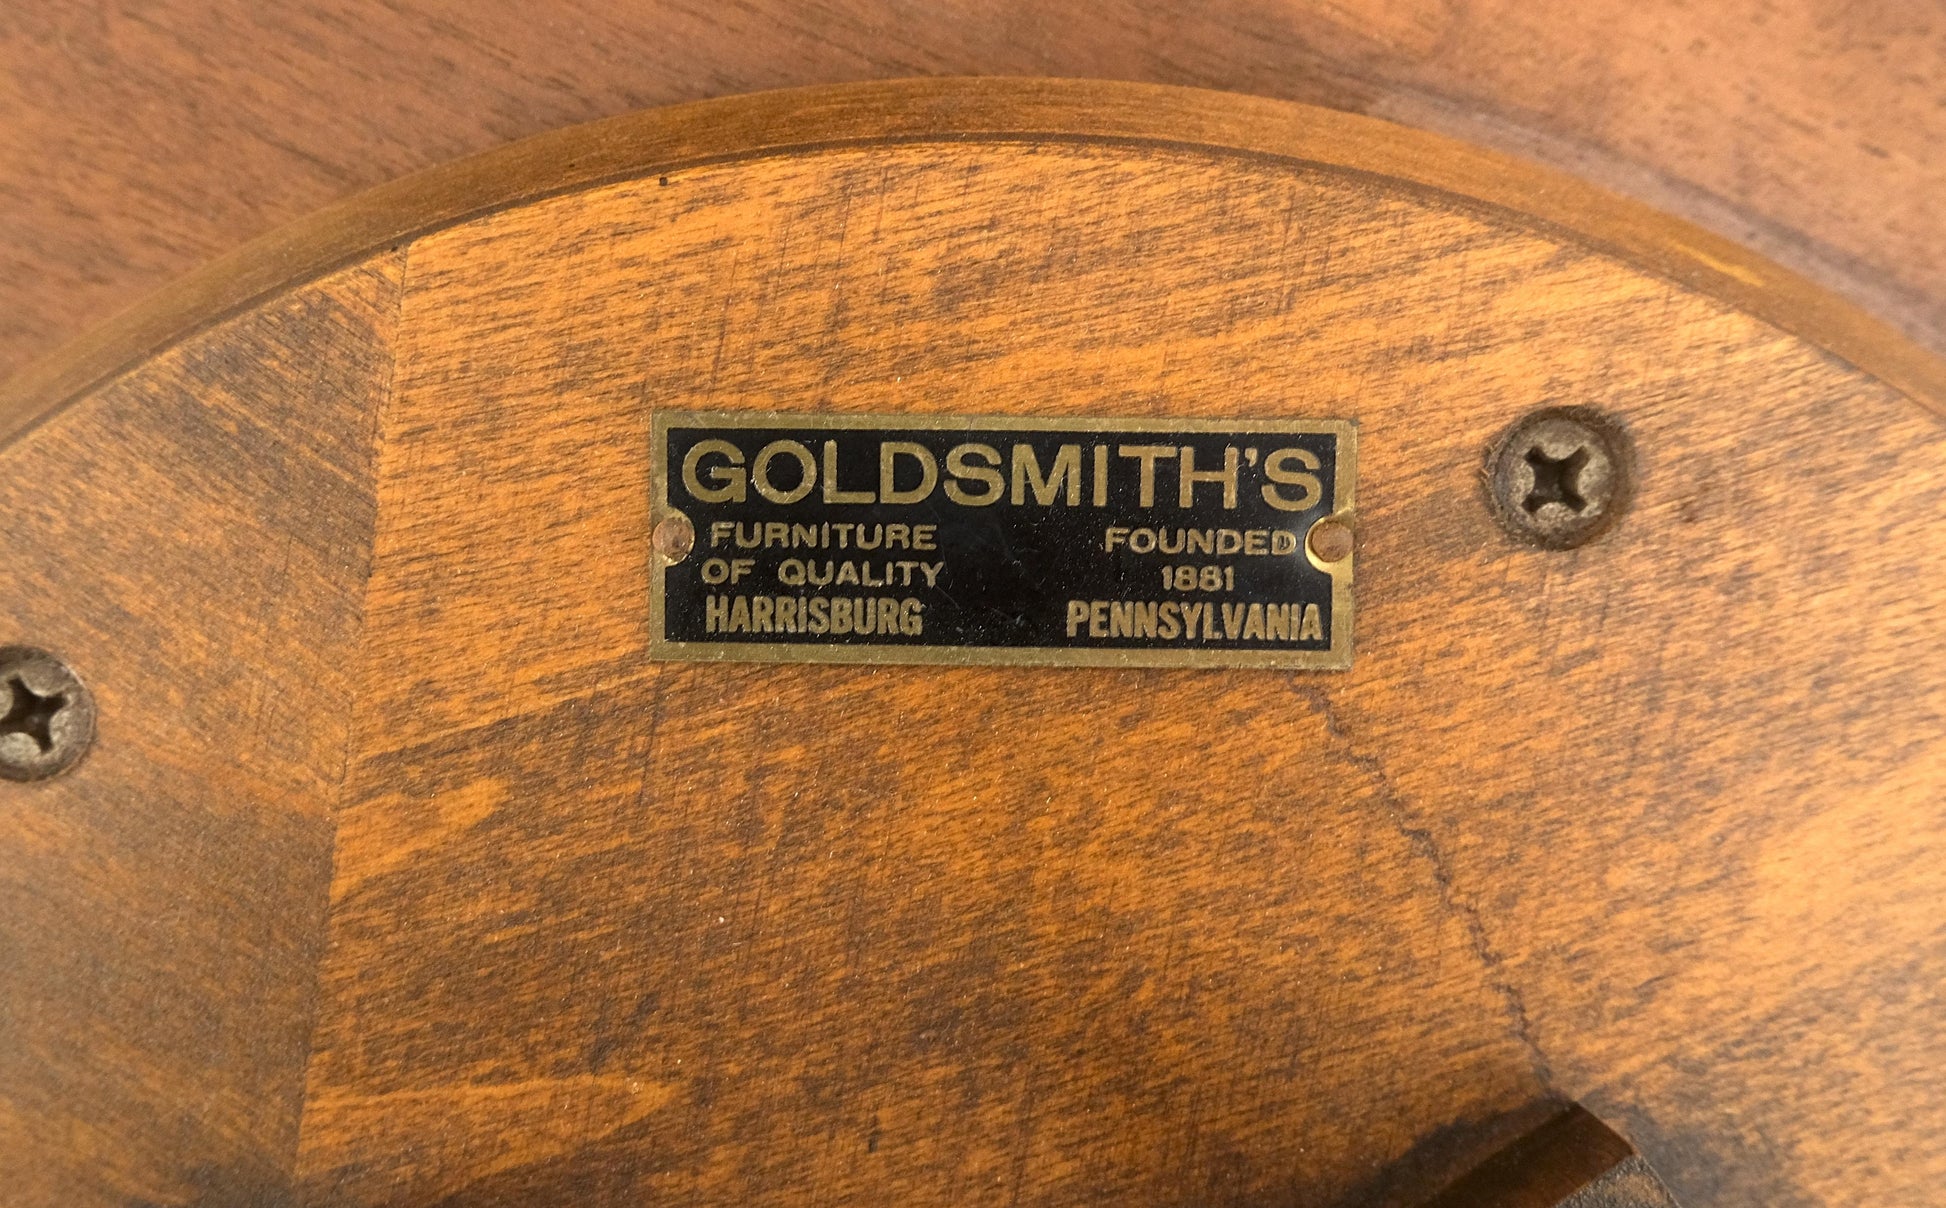 GOLDSMITH'S
FURNITURE
OF QUALITY
HARRISBURG
FOUNDED
1881
PENNSYLVANIA